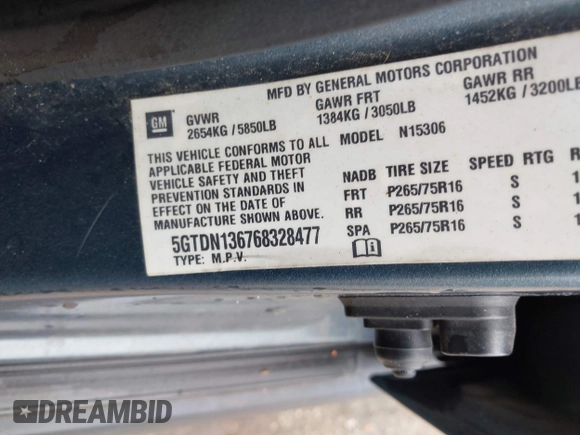 MFD BY GENERAL MOTORS CORPORATION
GM GVWR GAWR FRT GAWR RR
2654KG / 5850LB 1384KG / 3050LB 1452KG / 3200LB
THIS VEHICLE CONFORMS TO ALL MODEL N15306
APPLICABLE FEDERAL MOTOR
VEHICLE SAFETY AND THEFT NADB TIRE SIZE SPEED RTG
PREVENTION STANDARDS IN FRT P265/75R16 S
EFFECT ON THE DATE OF RR P265/75R16 S
MANUFACTURE SHOWN ABOVE. SPA P265/75R16 S
5GTDN136768328477
TYPE: M.P.V.
DREAMBID